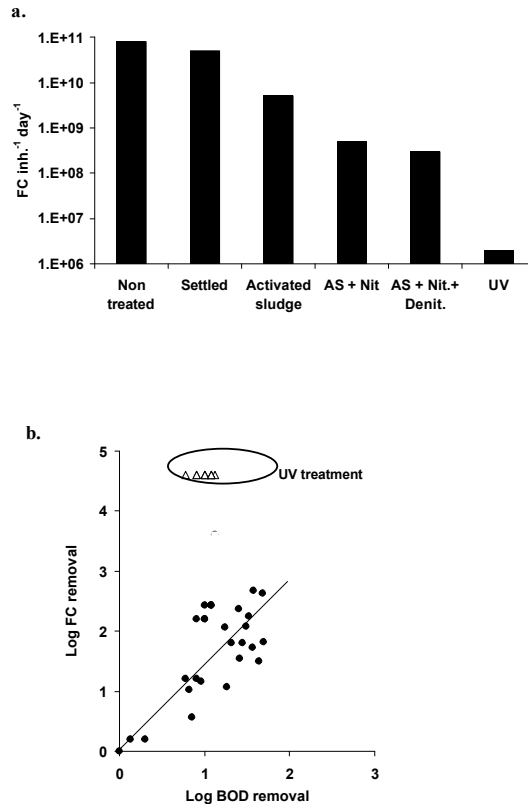 a.
1.E+11
1.E+10
1.E+09
1.E+08
1.E+07
1.E+06
FC inh.⁻¹ day⁻¹
Non treated
Settled
Activated sludge
AS + Nit
AS + Nit.+ Denit.
UV
b.
5
4
3
2
1
0
Log FC removal
UV treatment
0
1
2
3
Log BOD removal